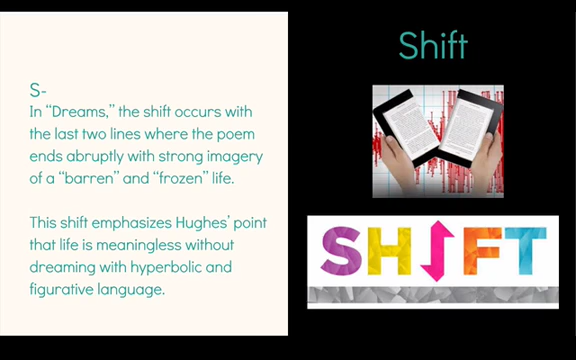 S-
In “Dreams,” the shift occurs with
the last two lines where the poem
ends abruptly with strong imagery
of a “barren” and “frozen” life.
This shift emphasizes Hughes’ point
that life is meaningless without
dreaming with hyperbolic and
figurative language.
Shift
SHIFT